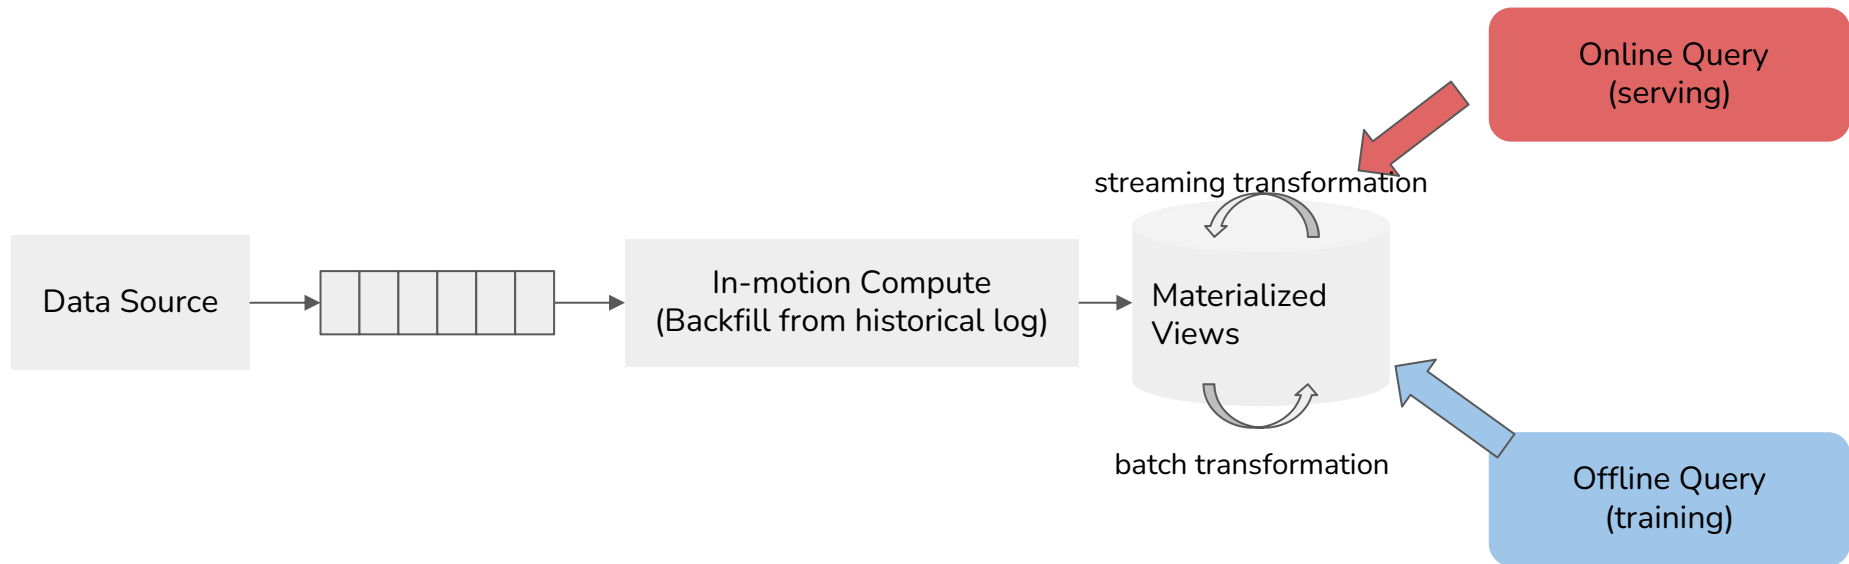 Online Query
(serving)
streaming transformation
Data Source
In-motion Compute
(Backfill from historical log)
Materialized
Views
batch transformation
Offline Query
(training)